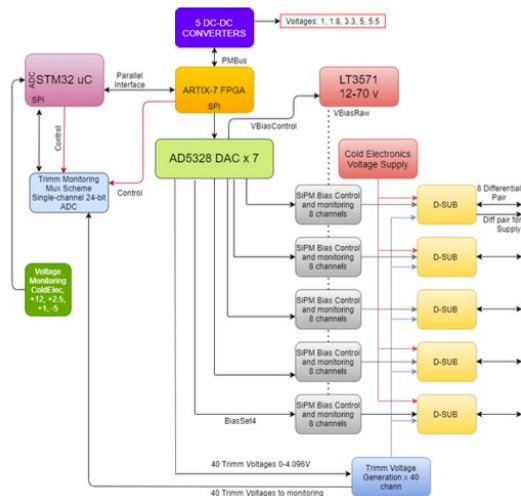 5 DC-DC
CONVERTERS
Voltages: 1, 1.8, 3.3, 5, 5.5
PMBus
ADC
STM32 uC
SPI
Parallel
Interface
ARTIX-7 FPGA
SPI
LT3571
12-70 v
VBiasControl
VBiasRaw
Control
Control
AD5328 DAC x 7
Cold Electronics
Voltage Supply
Trimm Monitoring
Mux Scheme
Single-channel 24-bit
ADC
SiPM Bias Control
and monitoring
8 channels
D-SUB
8 Differential
Pair
Diff pair for
Supply
SiPM Bias Control
and monitoring
8 channels
D-SUB
Voltage
Monitoring
ColdElec,
+12, +2.5,
+1, -5
SiPM Bias Control
and monitoring
8 channels
D-SUB
SiPM Bias Control
and monitoring
8 channels
D-SUB
SiPM Bias Control
and monitoring
8 channels
D-SUB
BiasSet4
40 Trimm Voltages 0-4.096V
Trimm Voltage
Generation x 40
chann
40 Trimm Voltages to monitoring